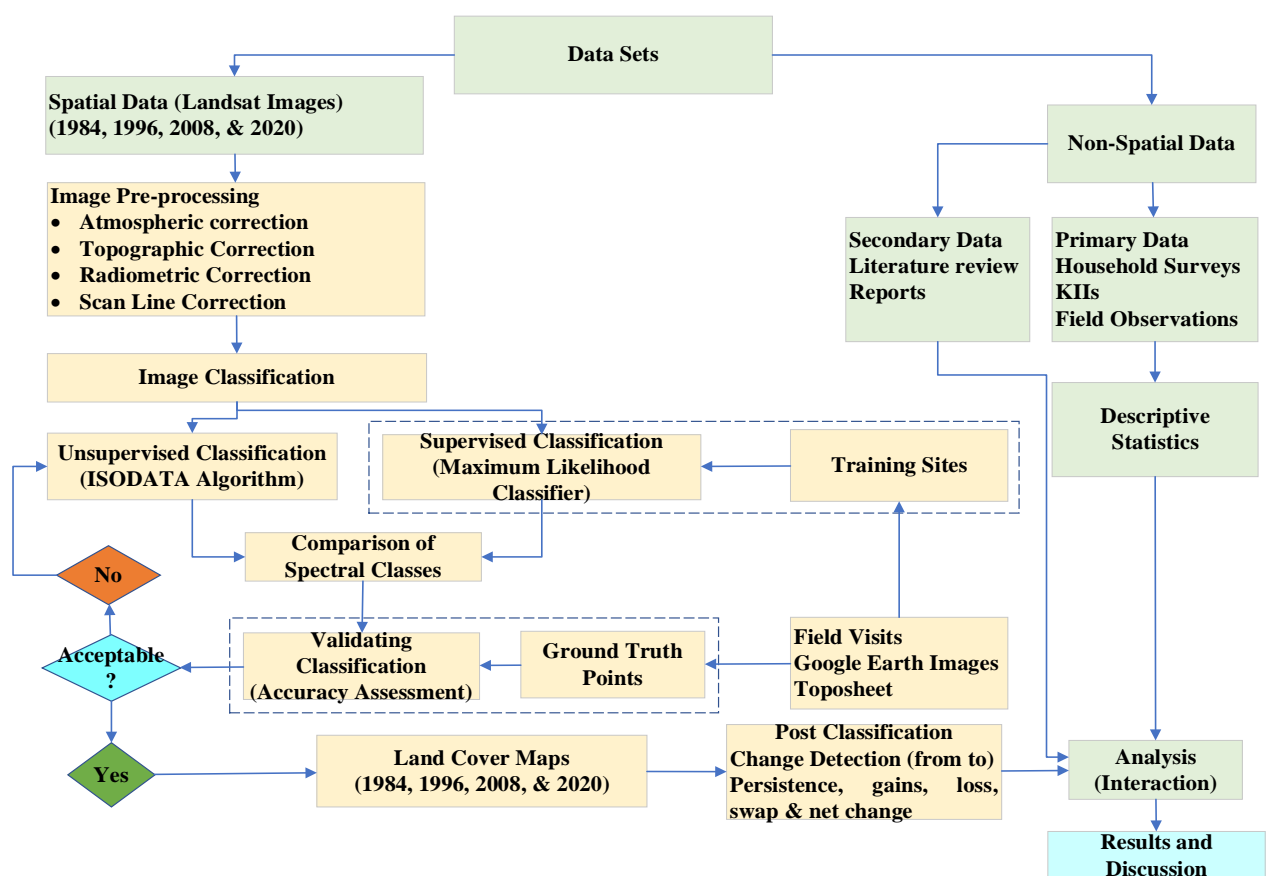 Data Sets
Spatial Data (Landsat Images)
(1984, 1996, 2008, & 2020)
Non-Spatial Data
Image Pre-processing
• Atmospheric correction
• Topographic Correction
• Radiometric Correction
• Scan Line Correction
Secondary Data
Literature review
Reports
Primary Data
Household Surveys
KIIs
Field Observations
Image Classification
Descriptive
Statistics
Unsupervised Classification
(ISODATA Algorithm)
Supervised Classification
(Maximum Likelihood
Classifier)
Training Sites
Comparison of
Spectral Classes
No
Acceptable
?
Validating
Classification
(Accuracy Assessment)
Ground Truth
Points
Field Visits
Google Earth Images
Toposheet
Yes
Land Cover Maps
(1984, 1996, 2008, & 2020)
Post Classification
Change Detection (from to)
Persistence, gains, loss,
swap & net change
Analysis
(Interaction)
Results and
Discussion